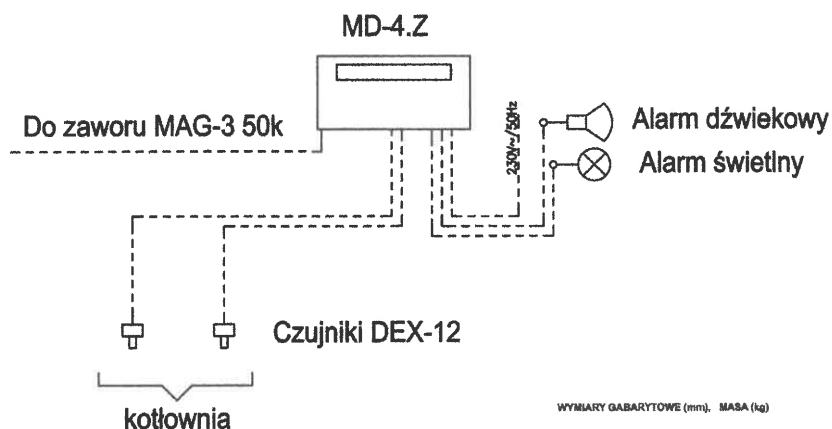 MD-4.Z
Do zaworu MAG-3 50k
230V~/50Hz
Alarm dźwiekowy
Alarm świetlny
Czujniki DEX-12
kotłownia
WYMIARY GABARYTOWE (mm), MASA (kg)